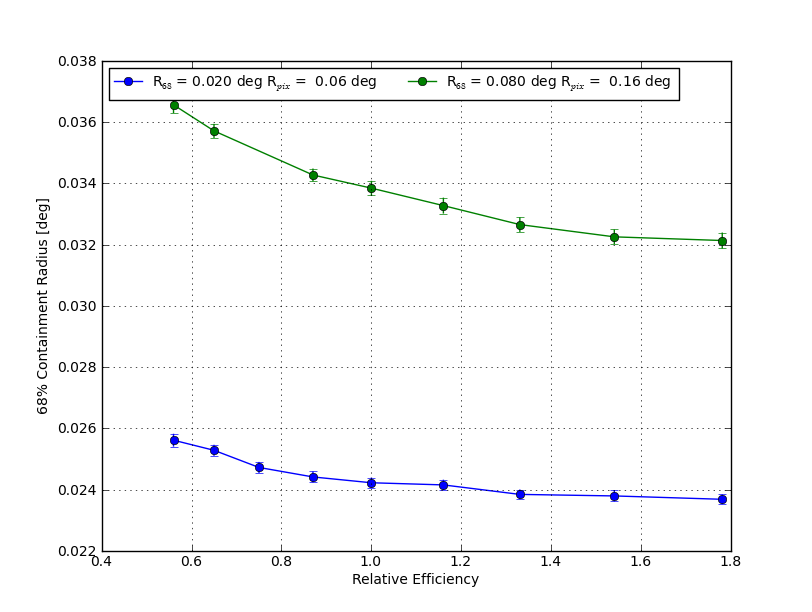 R₆₈ = 0.020 deg R_pix = 0.06 deg R₆₈ = 0.080 deg R_pix = 0.16 deg
0.038
0.036
0.034
0.032
0.030
0.028
0.026
0.024
0.022
68% Containment Radius [deg]
0.4 0.6 0.8 1.0 1.2 1.4 1.6 1.8
Relative Efficiency